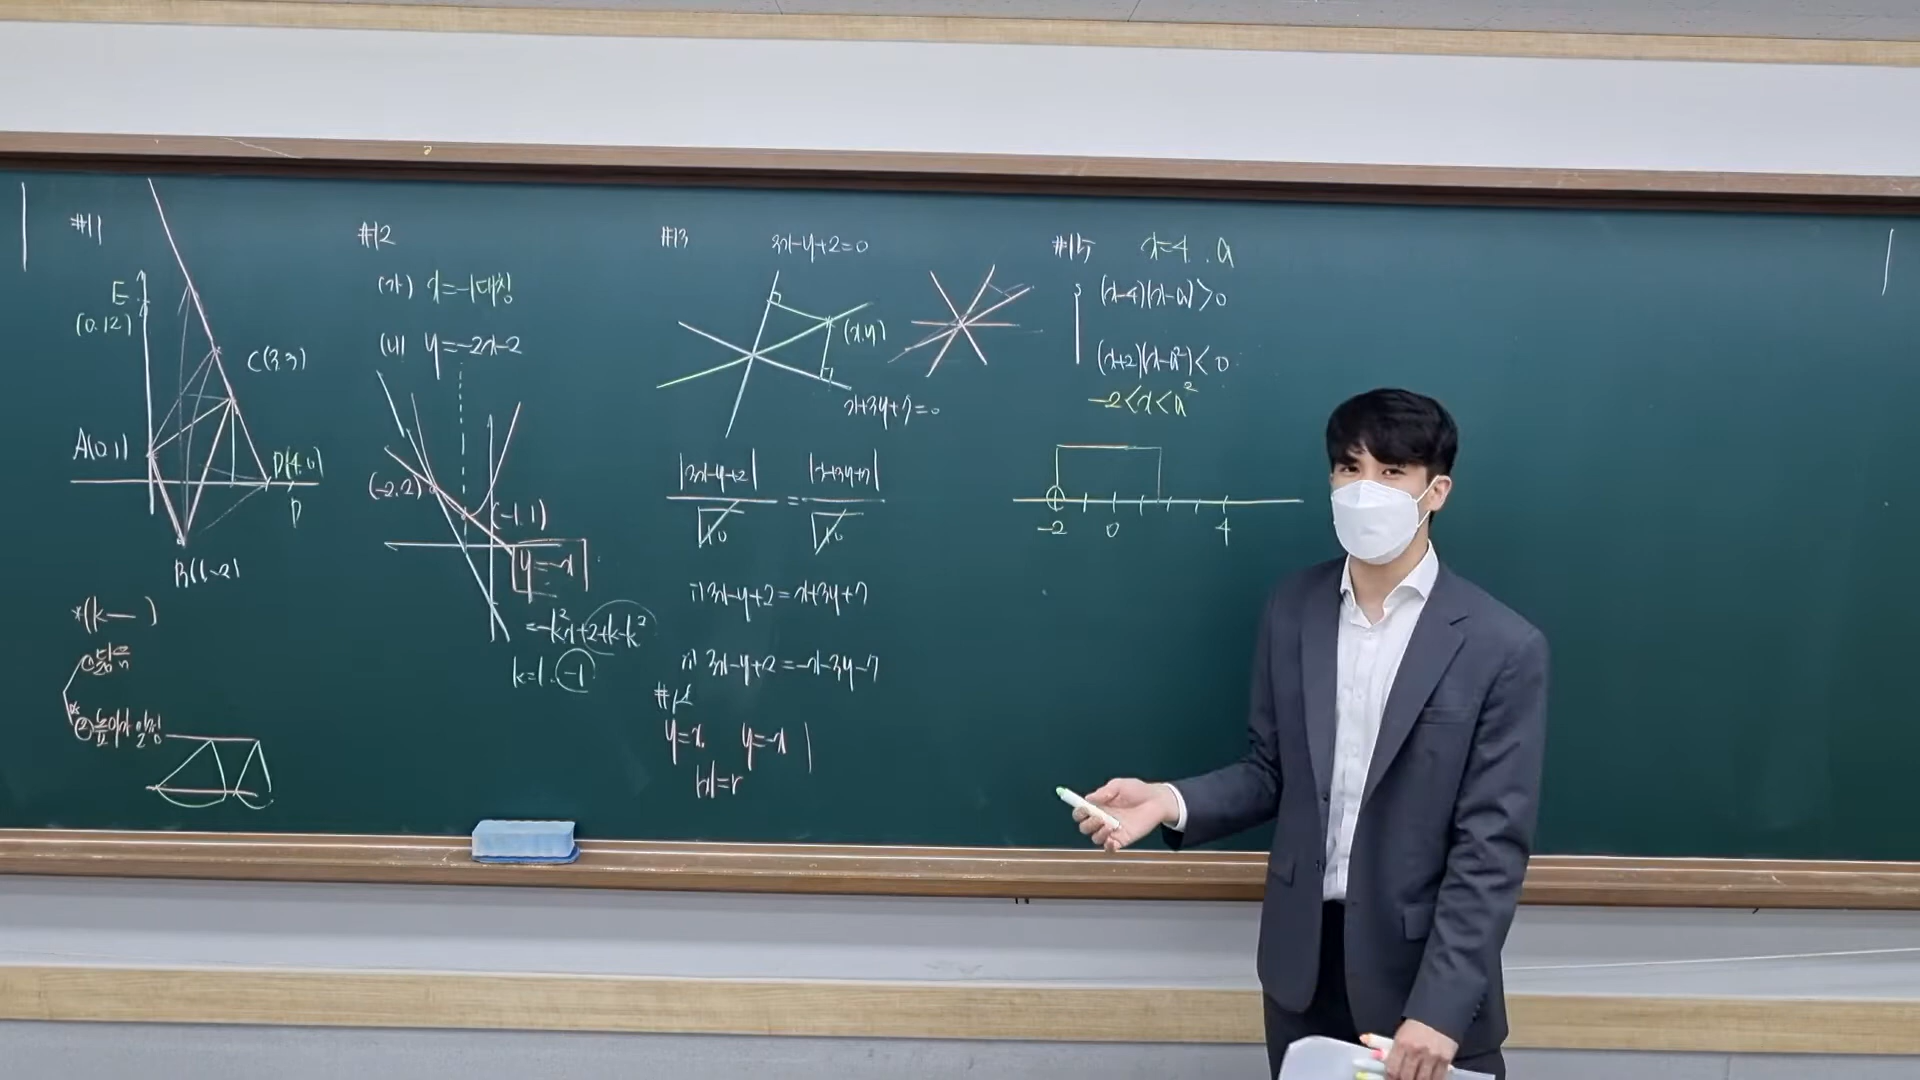 #11
E
(0.12)
C(3,3)
A(0.1)
D(4.0)
D
B(1,-2)
*(k— )
#12
(가) x=-1대칭
(나) y=-2x-2
(-2.2)
(-1.1)
y=-x
=-k²x+2+k-k²
k=1.-1
#13
3x-y+2=0
(x.y)
x+3y+7=0
|3x-y+2|/√10 = |x+3y+7|/√10
i) 3x-y+2=x+3y+7
ii) 3x-y+2=-x-3y-7
#14
y=x. y=-x
#15 x=4. a
(x-4)(x-a)>0
(x+2)(x-a²)<0
-2<x<a²
-2 0 4